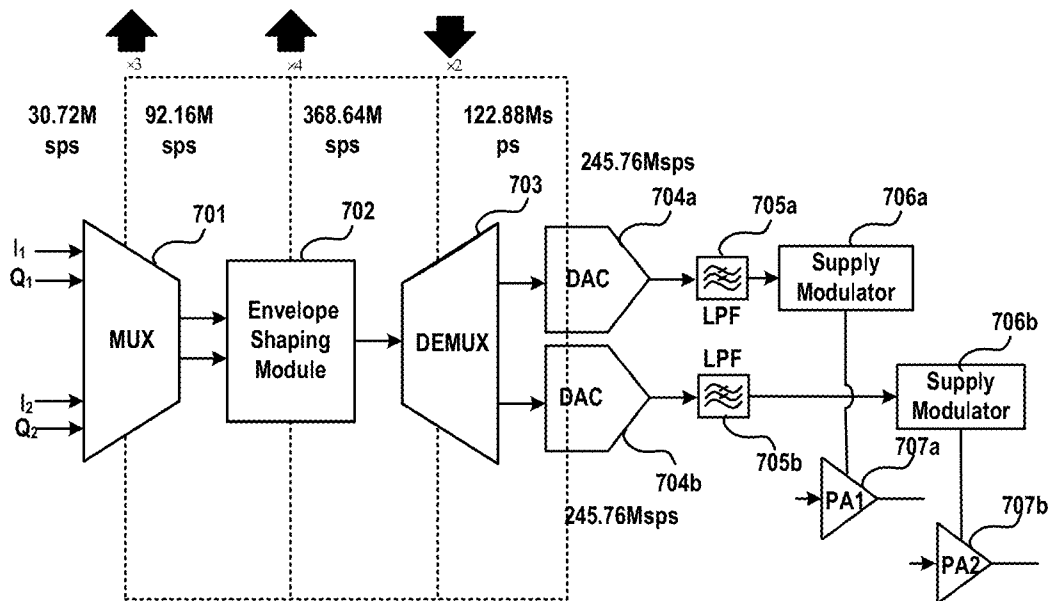 ×3
×4
×2
30.72M
sps
92.16M
sps
368.64M
sps
122.88Ms
ps
245.76Msps
701
702
703
704a
705a
706a
I1
Q1
MUX
I2
Q2
Envelope
Shaping
Module
DEMUX
DAC
LPF
Supply
Modulator
706b
DAC
LPF
Supply
Modulator
704b
705b
245.76Msps
707a
PA1
707b
PA2